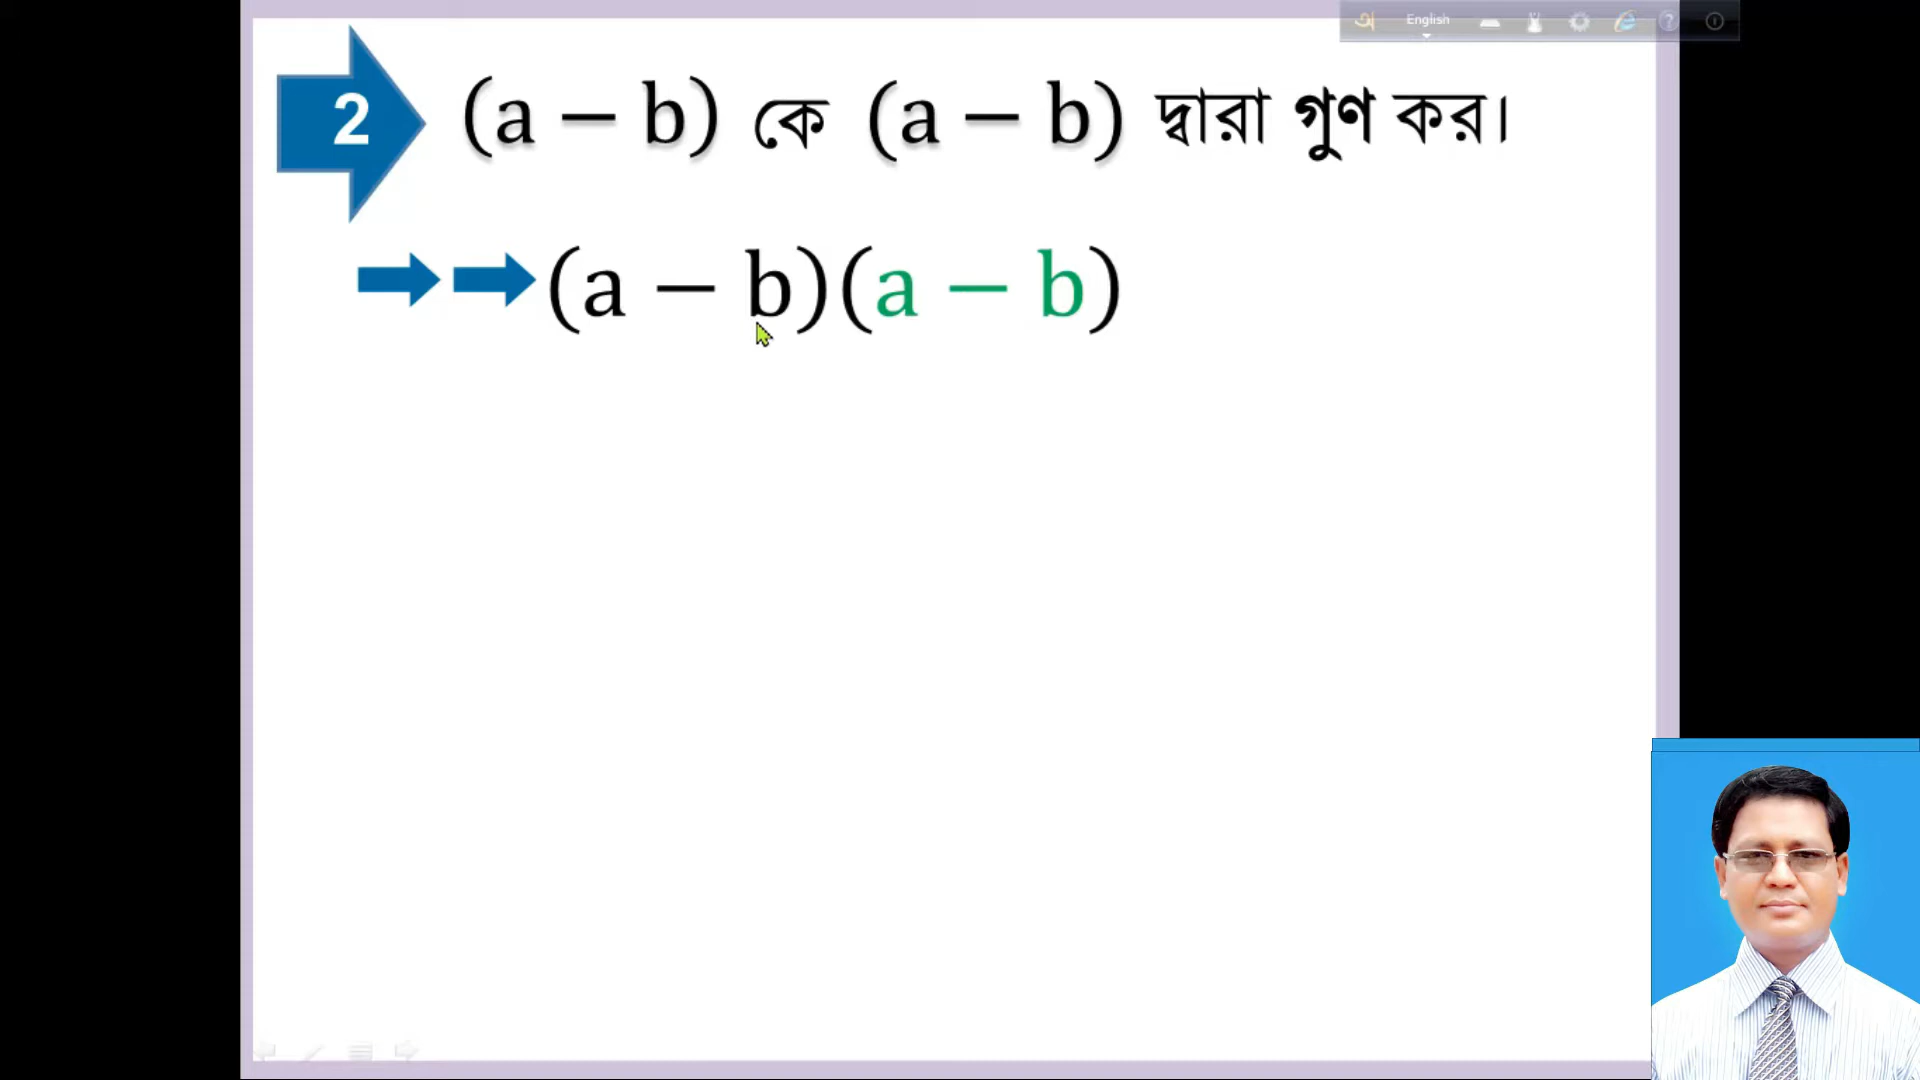 অ English ?
2 (a − b) কে (a − b) দ্বারা গুণ কর।
(a − b)(a − b)